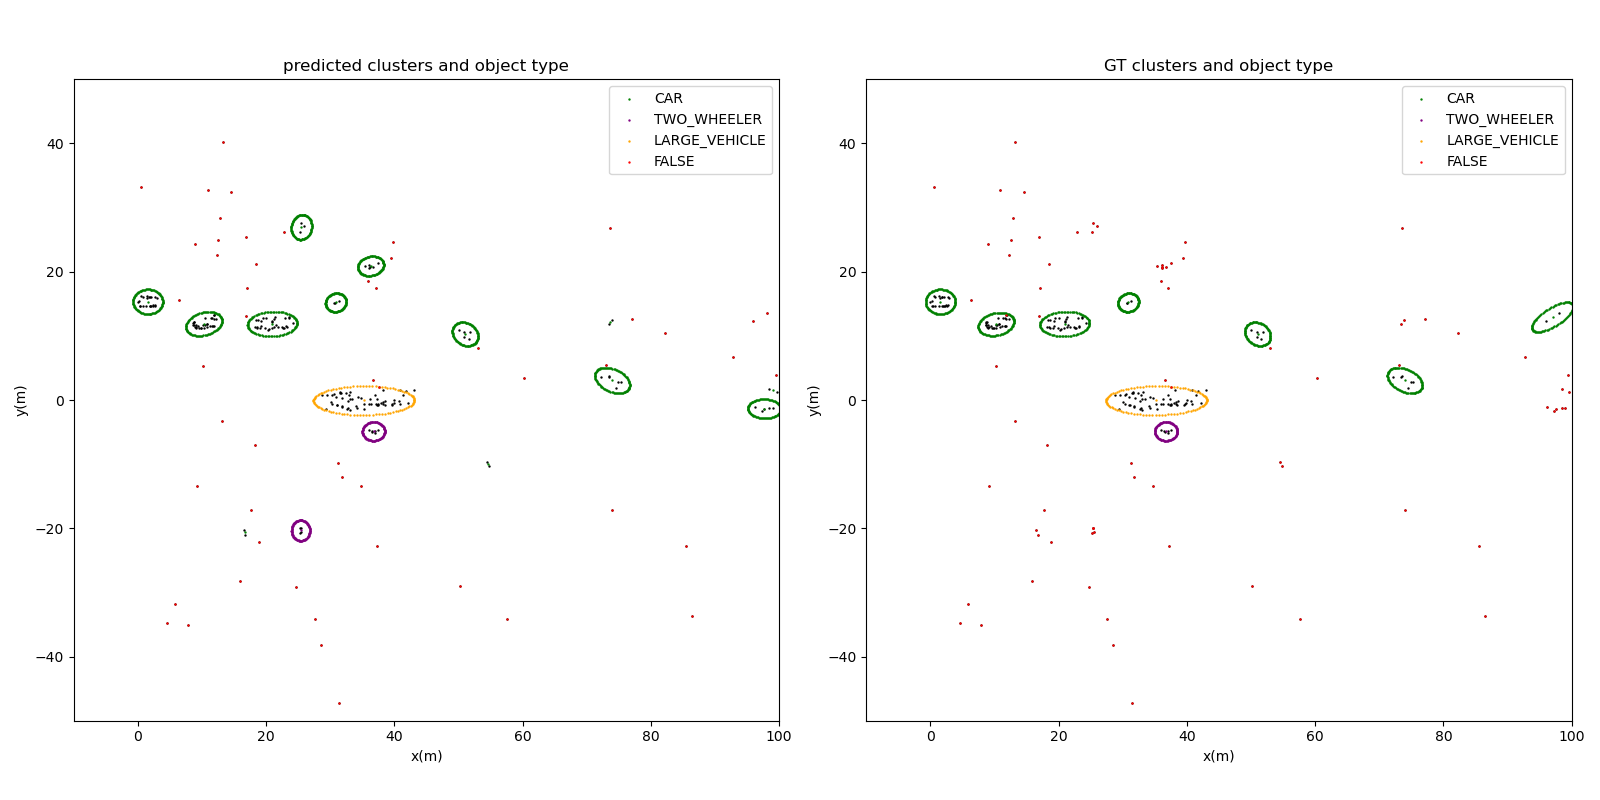 predicted clusters and object type
CAR
TWO_WHEELER
LARGE_VEHICLE
FALSE
40
20
0
−20
−40
y(m)
0 20 40 60 80 100
x(m)
GT clusters and object type
CAR
TWO_WHEELER
LARGE_VEHICLE
FALSE
40
20
0
−20
−40
y(m)
0 20 40 60 80 100
x(m)